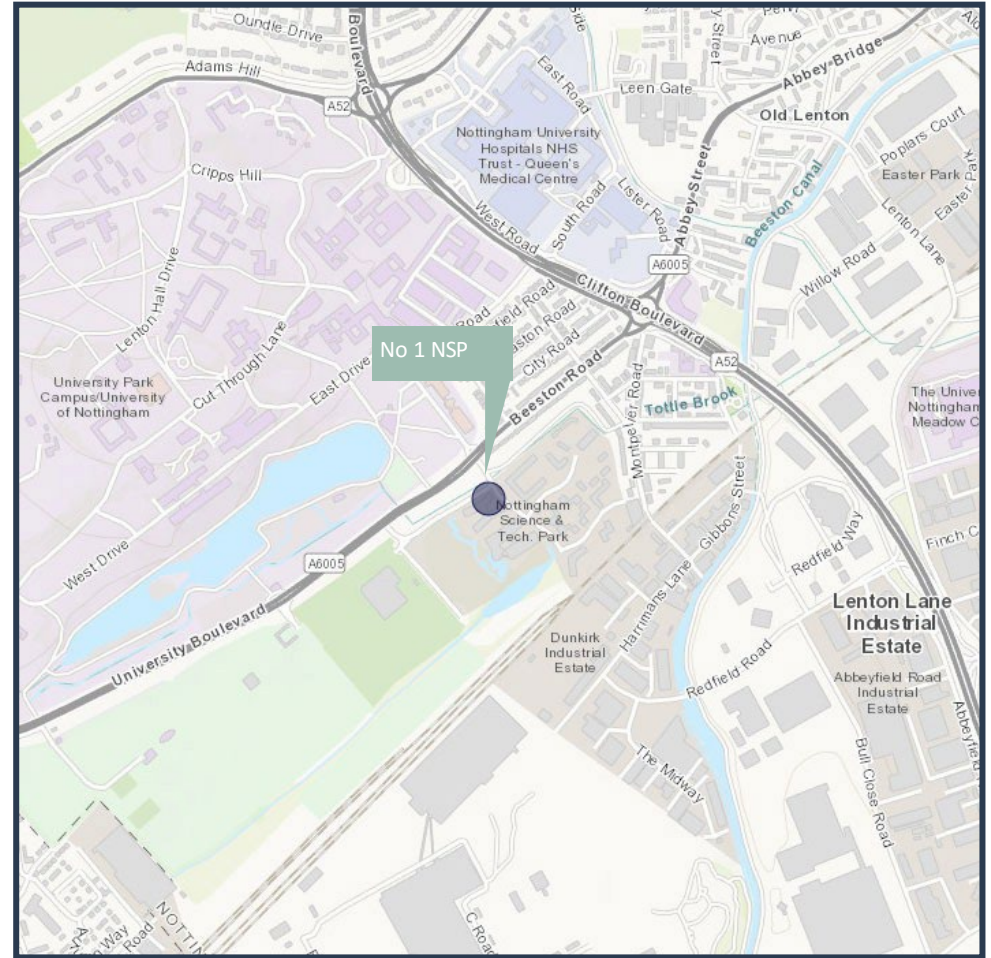 Oundle Drive
Boulevard
Adams Hill
A52
Side
East Road
Avenue
Leen Gate
Abbey-Bridge
Old Lenton
Nottingham University
Hospitals NHS
Trust - Queen's
Medical Centre
Cripps Hill
Lister Road
South Road
West Road
Abbey-Street
Beeston Canal
Poplars Court
Easter Park
Lenton Lane
A6005
Willow Road
Clifton-Boulevard
No 1 NSP
Road
City Road
Beeston-Road
A52
Lenton Hall Drive
Cut-Through Lane
East Drive
University Park
Campus/University
of Nottingham
Tottle Brook
Montpelier Road
Nottingham
Meadow
Gibbons Street
Nottingham
Science &
Tech. Park
West Drive
A6005
Redfield Way
University Boulevard
Harrimans Lane
Dunkirk
Industrial
Estate
Lenton Lane
Industrial
Estate
Redfield Road
Abbeyfield Road
Industrial
Estate
The Midway
Bull Close Road
Way
Road
C Road